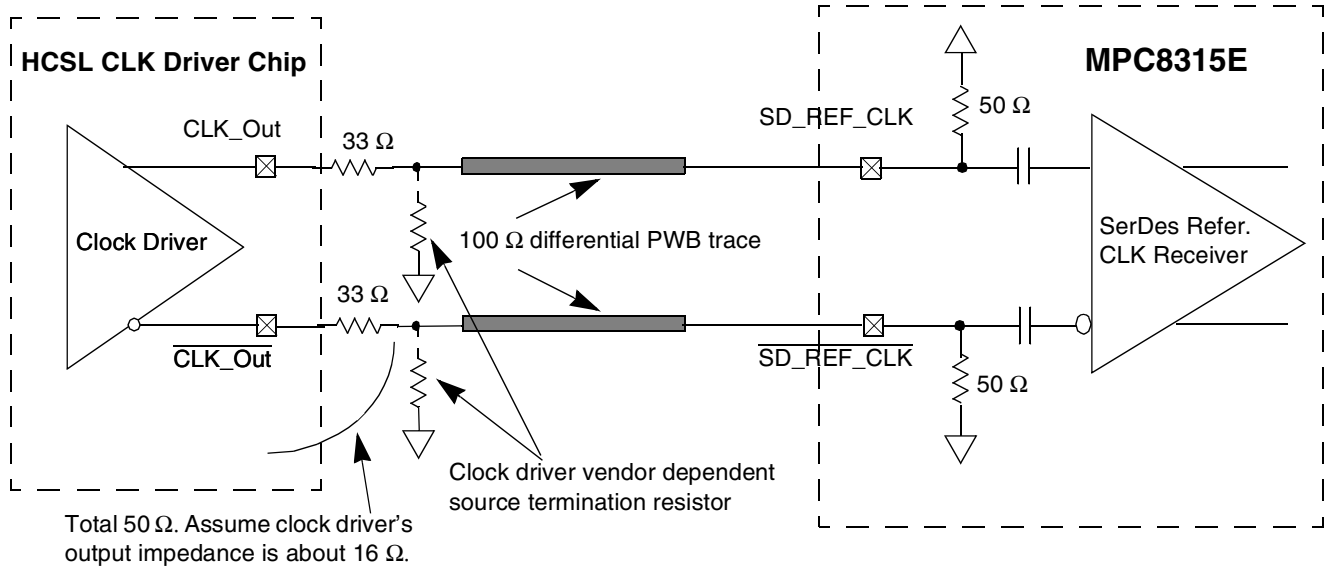 HCSL CLK Driver Chip
MPC8315E
CLK_Out
33 Ω
SD_REF_CLK
50 Ω
Clock Driver
100 Ω differential PWB trace
SerDes Refer.
CLK Receiver
33 Ω
CLK_Out
SD_REF_CLK
50 Ω
Clock driver vendor dependent
source termination resistor
Total 50 Ω. Assume clock driver's
output impedance is about 16 Ω.